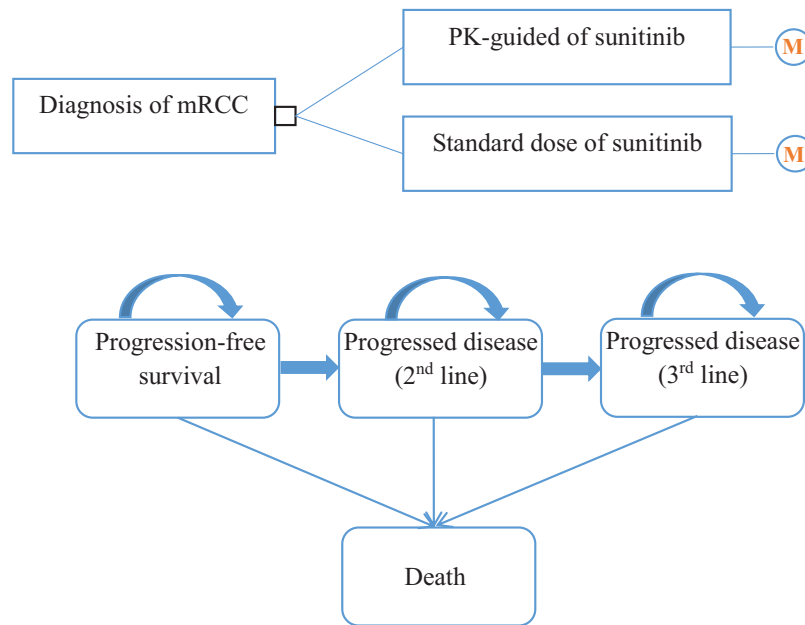 PK-guided of sunitinib
M
Diagnosis of mRCC
Standard dose of sunitinib
M
Progression-free
survival
Progressed disease
(2nd line)
Progressed disease
(3rd line)
Death